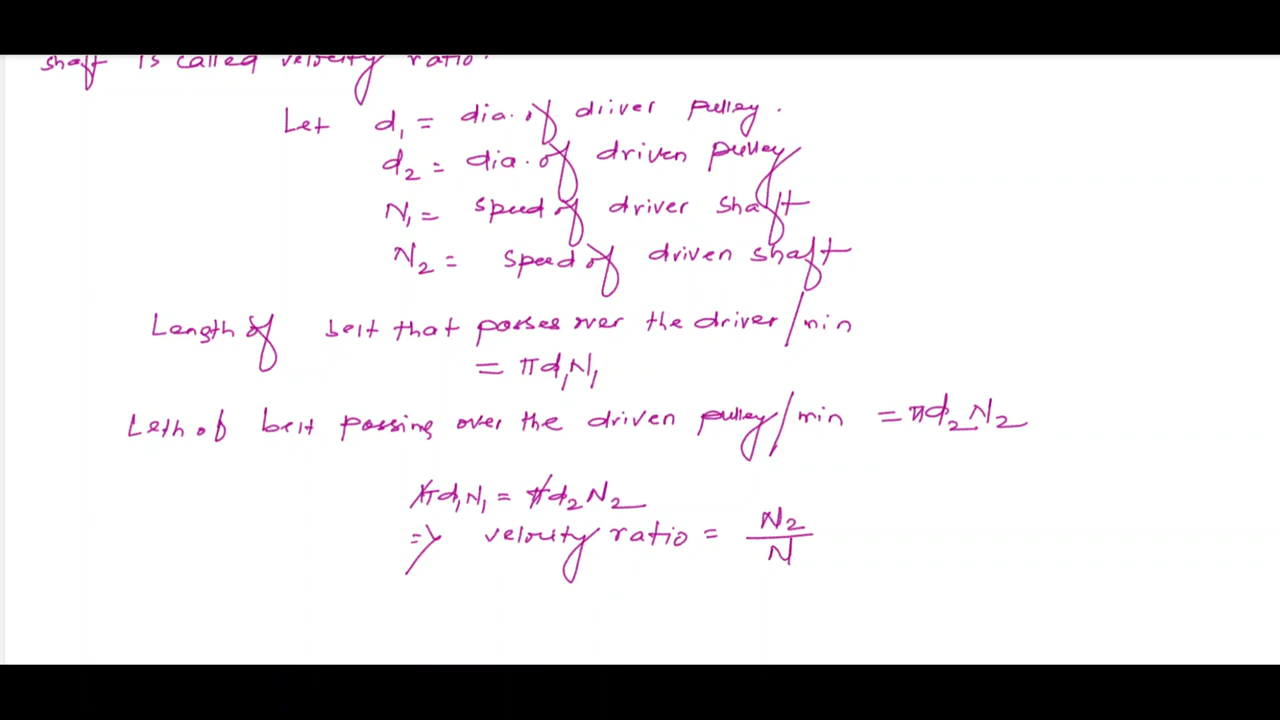 shaft is called velocity ratio.
Let d₁ = dia. of driver pulley.
d₂ = dia. of driven pulley
N₁ = speed of driver shaft
N₂ = speed of driven shaft
Length of belt that passes over the driver/min
= πd₁N₁
Leth of belt passing over the driven pulley/min = πd₂N₂
πd₁N₁ = πd₂N₂
⇒ velocity ratio = N₂/N